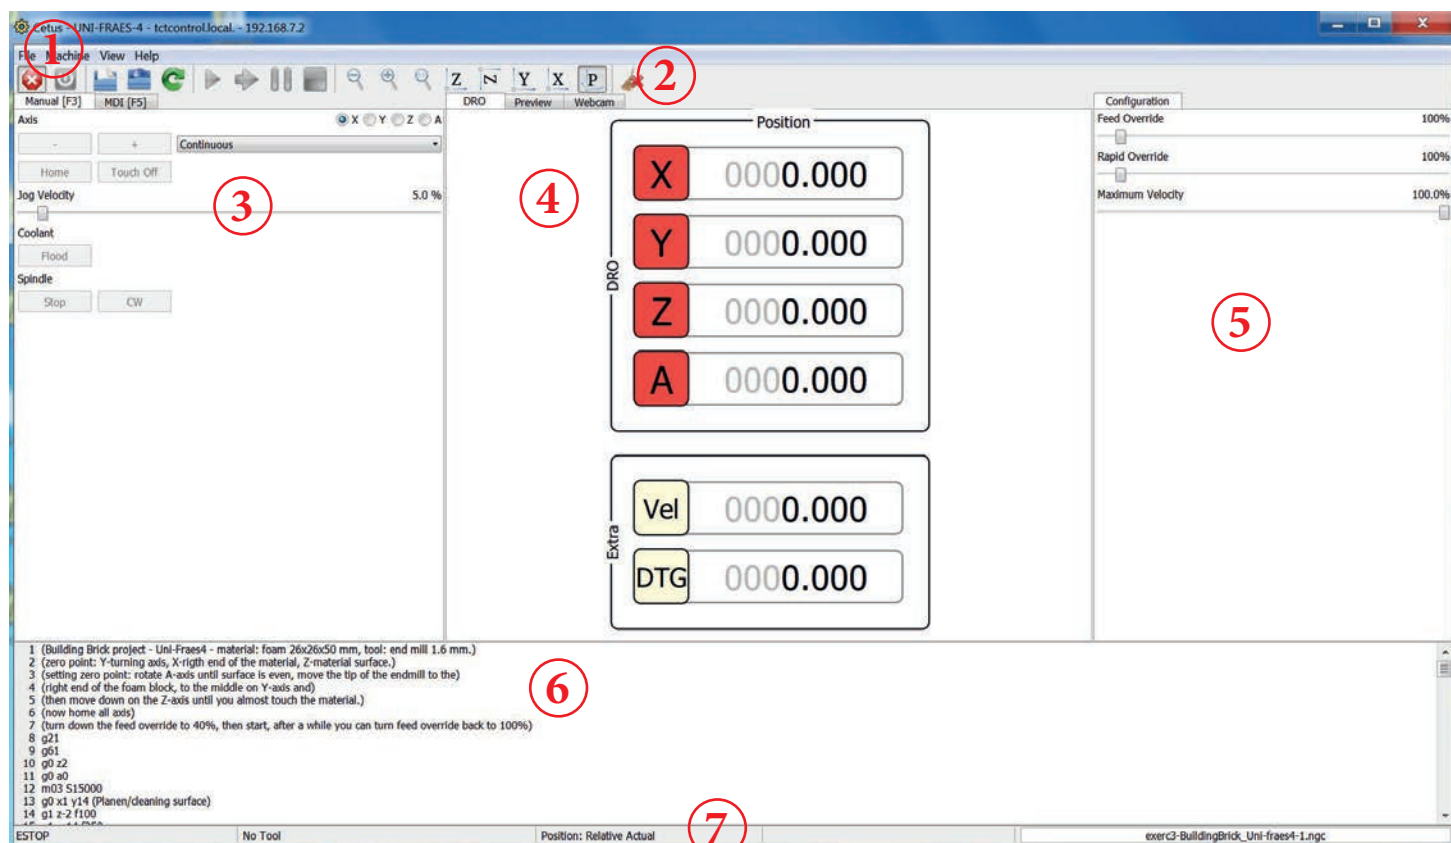 Cetus - UNI-FRAES-4 - tctcontrol.local. - 192.168.7.2
File Machine View Help
1
2
Z N Y X P
Manual [F3] MDI [F5]
DRO Preview Webcam
Configuration
Axis X Y Z A
- + Continuous
Home Touch Off
Jog Velocity 5.0 %
3
Coolant
Flood
Spindle
Stop CW
4
Position
DRO
X 0000.000
Y 0000.000
Z 0000.000
A 0000.000
Extra
Vel 0000.000
DTG 0000.000
Feed Override 100%
Rapid Override 100%
Maximum Velocity 100.0%
5
1 (Building Brick project - Uni-Fraes4 - material: foam 26x26x50 mm, tool: end mill 1.6 mm.)
2 (zero point: Y-turning axis, X-rigth end of the material, Z-material surface.)
3 (setting zero point: rotate A-axis until surface is even, move the tip of the endmill to the)
4 (right end of the foam block, to the middle on Y-axis and)
5 (then move down on the Z-axis until you almost touch the material.)
6 (now home all axis)
7 (turn down the feed override to 40%, then start, after a while you can turn feed override back to 100%)
8 g21
9 g61
10 g0 z2
11 g0 a0
12 m03 S15000
13 g0 x1 y14 (Planen/cleaning surface)
14 g1 z-2 f100
6
7
ESTOP No Tool Position: Relative Actual exerc3-BuildingBrick_Uni-fraes4-1.ngc